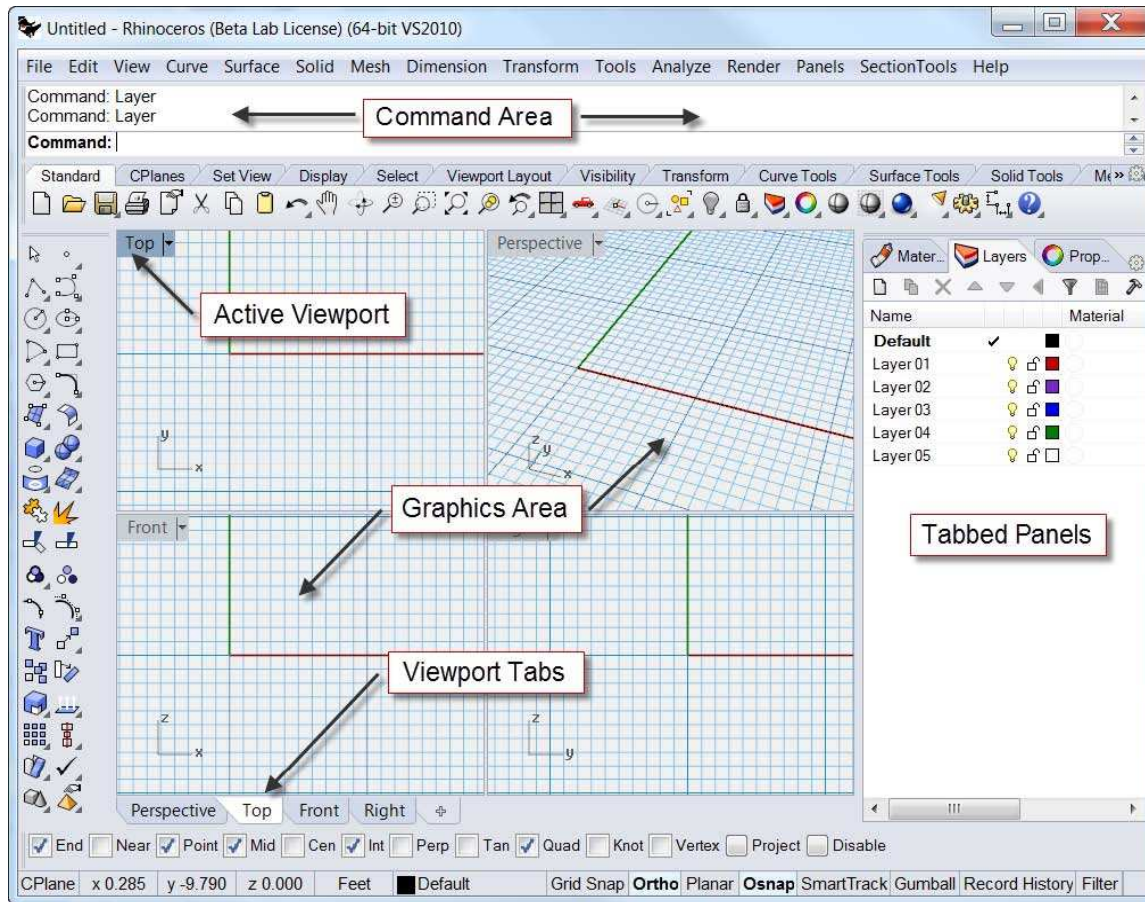 Untitled - Rhinoceros (Beta Lab License) (64-bit VS2010)
File Edit View Curve Surface Solid Mesh Dimension Transform Tools Analyze Render Panels SectionTools Help
Command: Layer
Command: Layer
Command Area
Command:
Standard CPlanes Set View Display Select Viewport Layout Visibility Transform Curve Tools Surface Tools Solid Tools
Top
Perspective
Active Viewport
y
x
z
y
x
Mater... Layers Prop...
Name Material
Default
Layer 01
Layer 02
Layer 03
Layer 04
Layer 05
Tabbed Panels
Graphics Area
Front
Viewport Tabs
z
x
z
y
Perspective Top Front Right
End Near Point Mid Cen Int Perp Tan Quad Knot Vertex Project Disable
CPlane x 0.285 y -9.790 z 0.000 Feet Default Grid Snap Ortho Planar Osnap SmartTrack Gumball Record History Filter